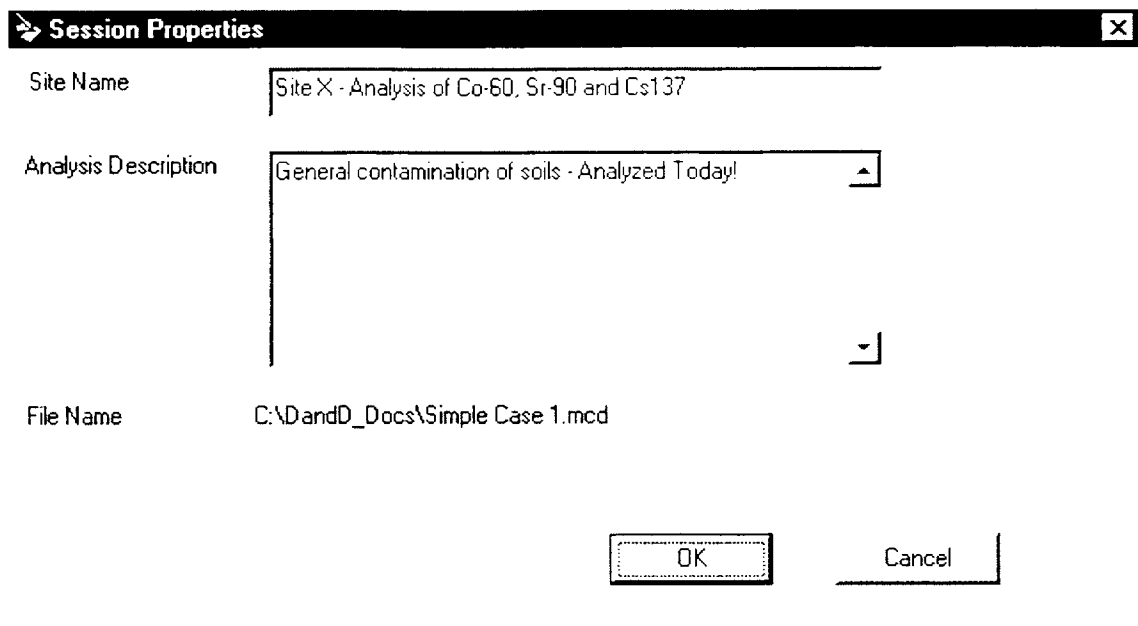 Session Properties
Site Name
Site X - Analysis of Co-60, Sr-90 and Cs137
Analysis Description
General contamination of soils - Analyzed Today!
File Name
C:\DandD_Docs\Simple Case 1.mcd
OK
Cancel